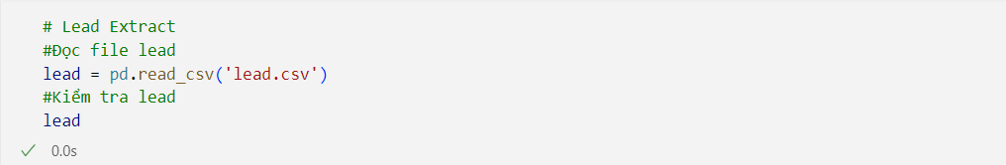 # Lead Extract
#Đọc file lead
lead = pd.read_csv('lead.csv')
#Kiểm tra lead
lead
0.0s